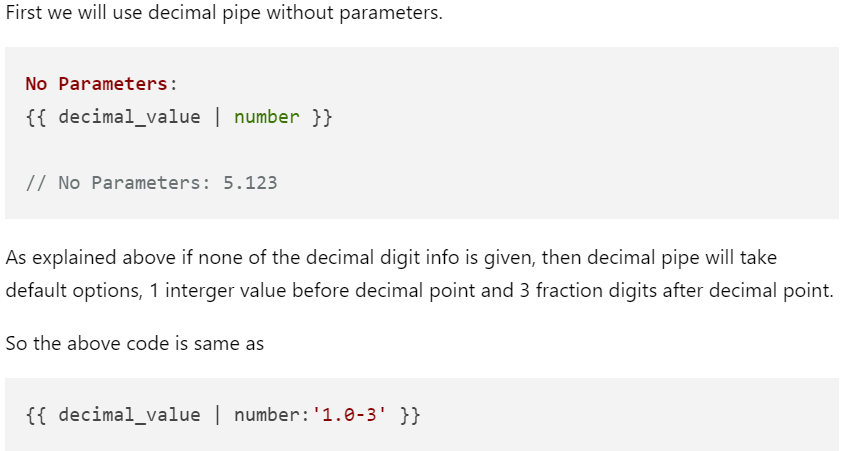 First we will use decimal pipe without parameters.
No Parameters:
{{ decimal_value | number }}
// No Parameters: 5.123
As explained above if none of the decimal digit info is given, then decimal pipe will take
default options, 1 interger value before decimal point and 3 fraction digits after decimal point.
So the above code is same as
{{ decimal_value | number:'1.0-3' }}